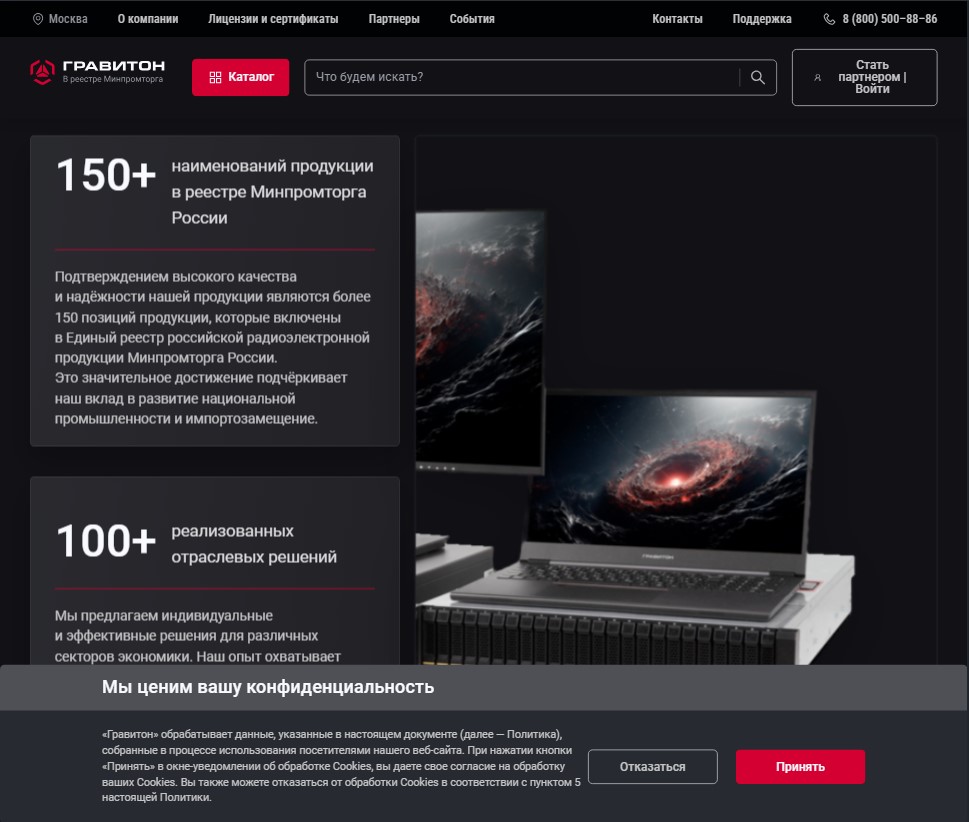 Москва
О компании
Лицензии и сертификаты
Партнеры
События
Контакты
Поддержка
8 (800) 500–88–86
ГРАВИТОН
В реестре Минпромторга
Каталог
Что будем искать?
Стать
партнером |
Войти
150+
наименований продукции
в реестре Минпромторга
России
Подтверждением высокого качества
и надёжности нашей продукции являются более
150 позиций продукции, которые включены
в Единый реестр российской радиоэлектронной
продукции Минпромторга России.
Это значительное достижение подчёркивает
наш вклад в развитие национальной
промышленности и импортозамещение.
100+
реализованных
отраслевых решений
Мы предлагаем индивидуальные
и эффективные решения для различных
секторов экономики. Наш опыт охватывает
ГРАВИТОН
Мы ценим вашу конфиденциальность
«Гравитон» обрабатывает данные, указанные в настоящем документе (далее — Политика),
собранные в процессе использования посетителями нашего веб-сайта. При нажатии кнопки
«Принять» в окне-уведомлении об обработке Cookies, вы даете свое согласие на обработку
ваших Cookies. Вы также можете отказаться от обработки Cookies в соответствии с пунктом 5
настоящей Политики.
Отказаться
Принять